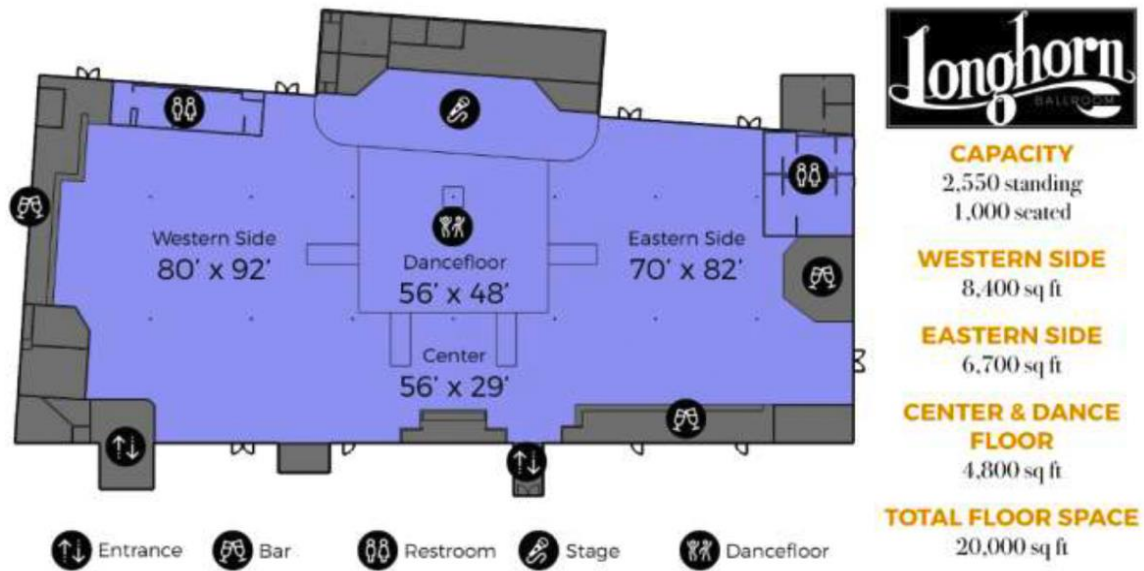 Western Side
80' x 92'
Dancefloor
56' x 48'
Center
56' x 29'
Eastern Side
70' x 82'
Entrance
Bar
Restroom
Stage
Dancefloor
Longhorn
BALLROOM
CAPACITY
2,550 standing
1,000 seated
WESTERN SIDE
8,400 sq ft
EASTERN SIDE
6,700 sq ft
CENTER & DANCE
FLOOR
4,800 sq ft
TOTAL FLOOR SPACE
20,000 sq ft